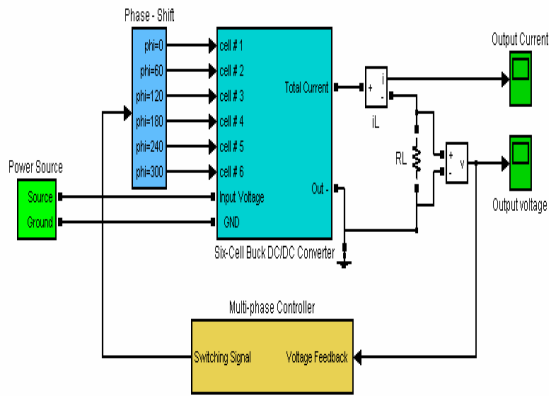 Phase - Shift
phi=0
phi=60
phi=120
phi=180
phi=240
phi=300
cell # 1
cell # 2
cell # 3
cell # 4
cell # 5
cell # 6
Input Voltage
GND
Total Current
Out -
Six-Cell Buck DC/DC Converter
Power Source
Source
Ground
+
-
i
iL
RL
+
-
v
Output Current
Output voltage
Multi-phase Controller
Switching Signal
Voltage Feedback